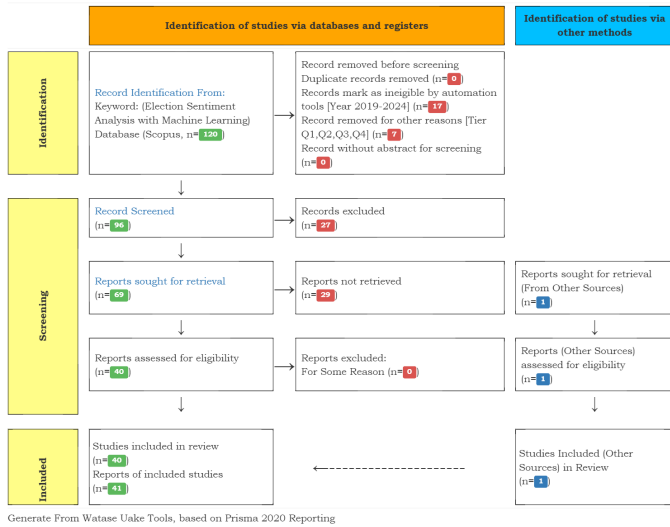 Identification of studies via databases and registers
Identification of studies via
other methods
Identification
Record Identification From:
Keyword: (Election Sentiment
Analysis with Machine Learning)
Database (Scopus, n= 120 )
Record removed before screening
Duplicate records removed (n= 0 )
Records mark as ineigible by automation
tools [Year 2019-2024] (n= 17 )
Record removed for other reasons [Tier
Q1,Q2,Q3,Q4] (n= 7 )
Record without abstract for screening
(n= 0 )
Screening
Record Screened
(n= 96 )
Records excluded
(n= 27 )
Reports sought for retrieval
(n= 69 )
Reports not retrieved
(n= 29 )
Reports sought for retrieval
(From Other Sources)
(n= 1 )
Reports assessed for eligibility
(n= 40 )
Reports excluded:
For Some Reason (n= 0 )
Reports (Other Sources)
assessed for eligibility
(n= 1 )
Included
Studies included in review
(n= 40 )
Reports of included studies
(n= 41 )
Studies Included (Other
Sources) in Review
(n= 1 )
Generate From Watase Uake Tools, based on Prisma 2020 Reporting